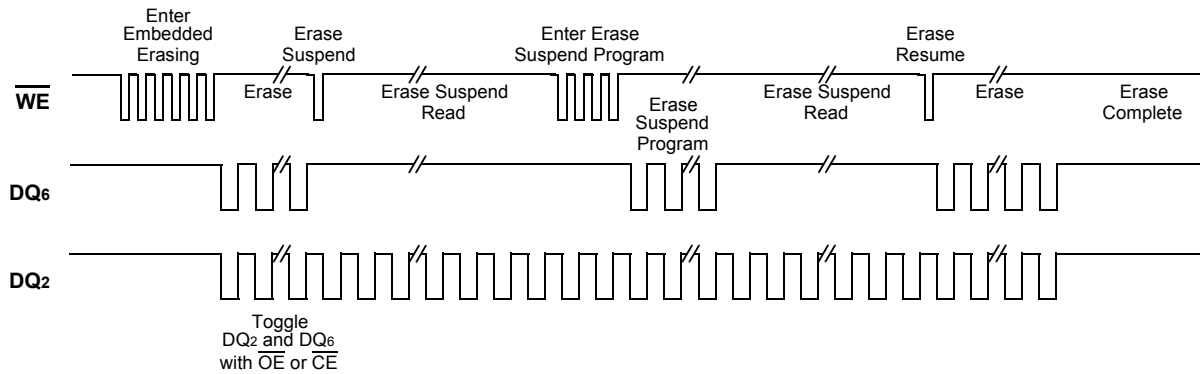 Enter
Embedded
Erasing
Erase
Suspend
Enter Erase
Suspend Program
Erase
Resume
WE
Erase
Erase Suspend
Read
Erase
Suspend
Program
Erase Suspend
Read
Erase
Erase
Complete
DQ6
DQ2
Toggle
DQ2 and DQ6
with OE or CE